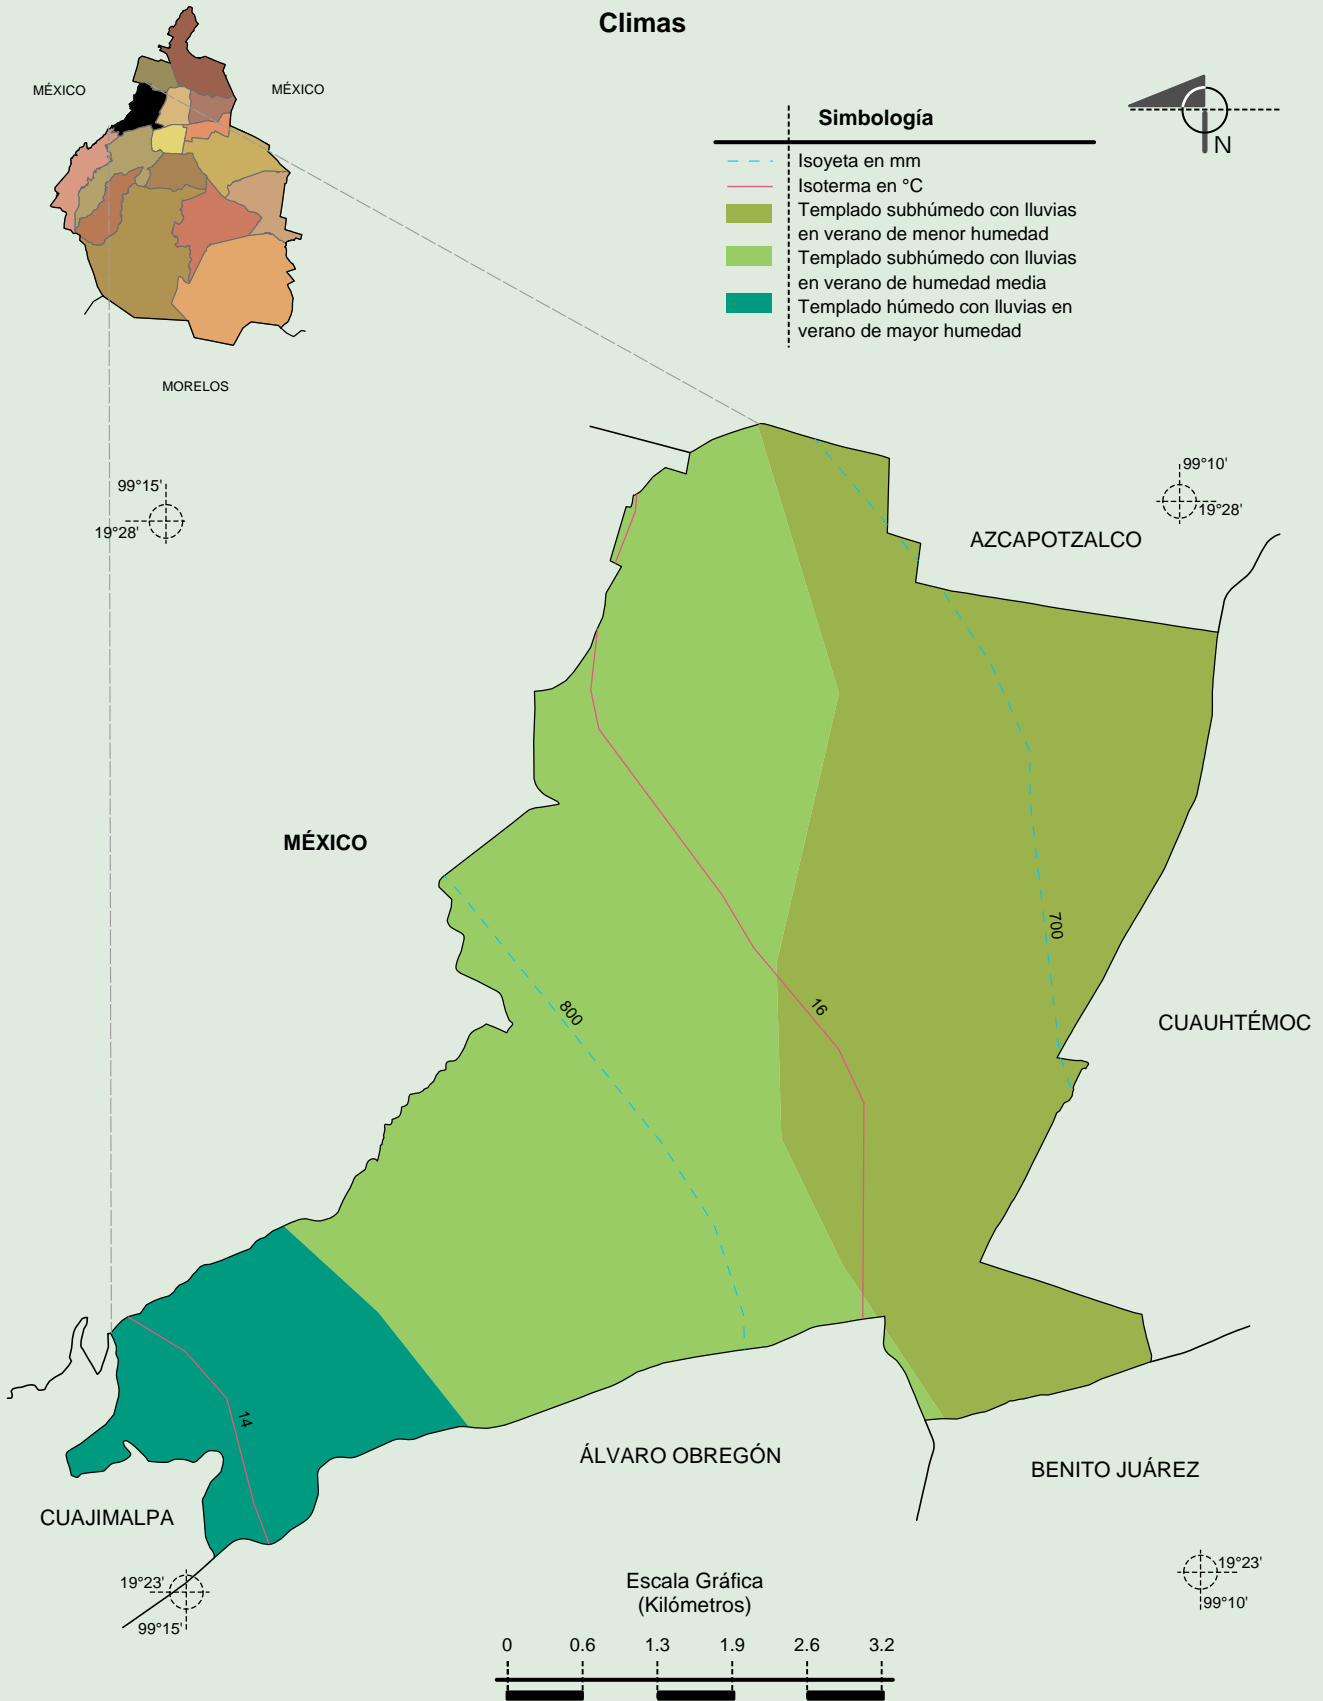 Climas
MÉXICO
MÉXICO
MORELOS
Simbología
Isoyeta en mm
Isoterma en °C
Templado subhúmedo con lluvias
en verano de menor humedad
Templado subhúmedo con lluvias
en verano de humedad media
Templado húmedo con lluvias en
verano de mayor humedad
N
99°15'
19°28'
99°10'
19°28'
AZCAPOTZALCO
MÉXICO
700
800
16
CUAUHTÉMOC
14
ÁLVARO OBREGÓN
BENITO JUÁREZ
CUAJIMALPA
19°23'
99°15'
19°23'
99°10'
Escala Gráfica
(Kilómetros)
0 0.6 1.3 1.9 2.6 3.2